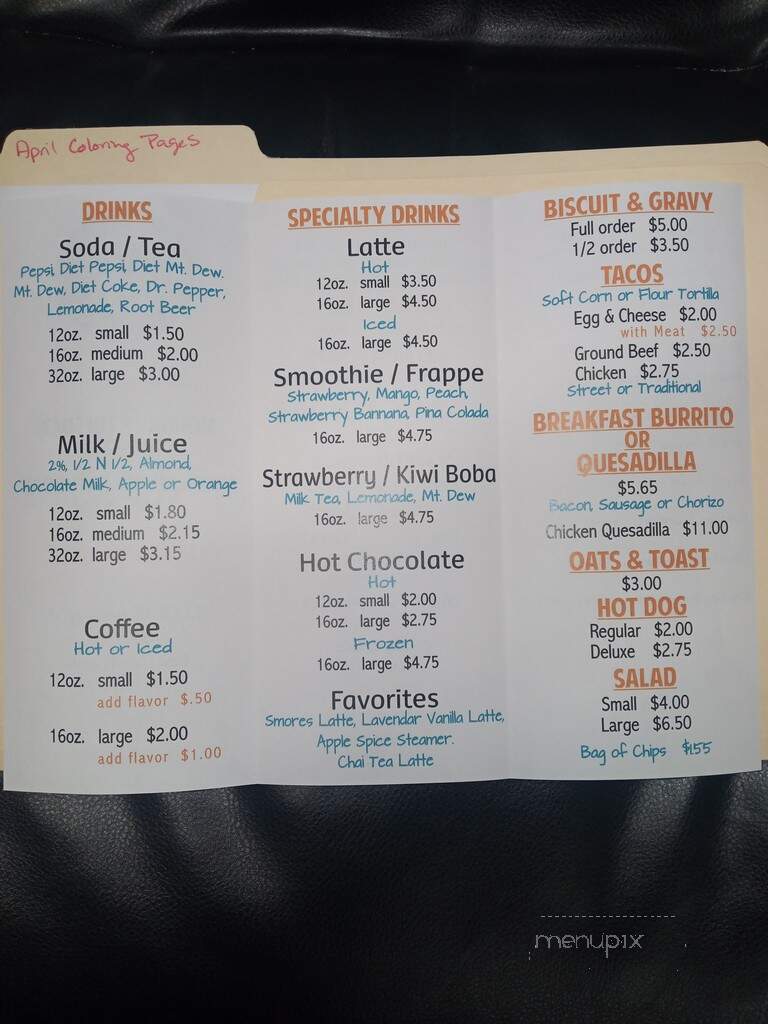 April Coloring Pages
DRINKS
Soda / Tea
Pepsi, Diet Pepsi, Diet Mt. Dew.
Mt. Dew, Diet Coke, Dr. Pepper,
Lemonade, Root Beer
12oz. small $1.50
16oz. medium $2.00
32oz. large $3.00
Milk / Juice
2%, 1/2 N 1/2, Almond,
Chocolate Milk, Apple or Orange
12oz. small $1.80
16oz. medium $2.15
32oz. large $3.15
Coffee
Hot or Iced
12oz. small $1.50
add flavor $.50
16oz. large $2.00
add flavor $1.00
SPECIALTY DRINKS
Latte
Hot
12oz. small $3.50
16oz. large $4.50
Iced
16oz. large $4.50
Smoothie / Frappe
Strawberry, Mango, Peach,
Strawberry Bannana, Pina Colada
16oz. large $4.75
Strawberry / Kiwi Boba
Milk Tea, Lemonade, Mt. Dew
16oz. large $4.75
Hot Chocolate
Hot
12oz. small $2.00
16oz. large $2.75
Frozen
16oz. large $4.75
Favorites
Smores Latte, Lavendar Vanilla Latte,
Apple Spice Steamer.
Chai Tea Latte
BISCUIT & GRAVY
Full order $5.00
1/2 order $3.50
TACOS
Soft Corn or Flour Tortilla
Egg & Cheese $2.00
with Meat $2.50
Ground Beef $2.50
Chicken $2.75
Street or Traditional
BREAKFAST BURRITO
OR
QUESADILLA
$5.65
Bacon, Sausage or Chorizo
Chicken Quesadilla $11.00
OATS & TOAST
$3.00
HOT DOG
Regular $2.00
Deluxe $2.75
SALAD
Small $4.00
Large $6.50
Bag of Chips $1.55
menupix